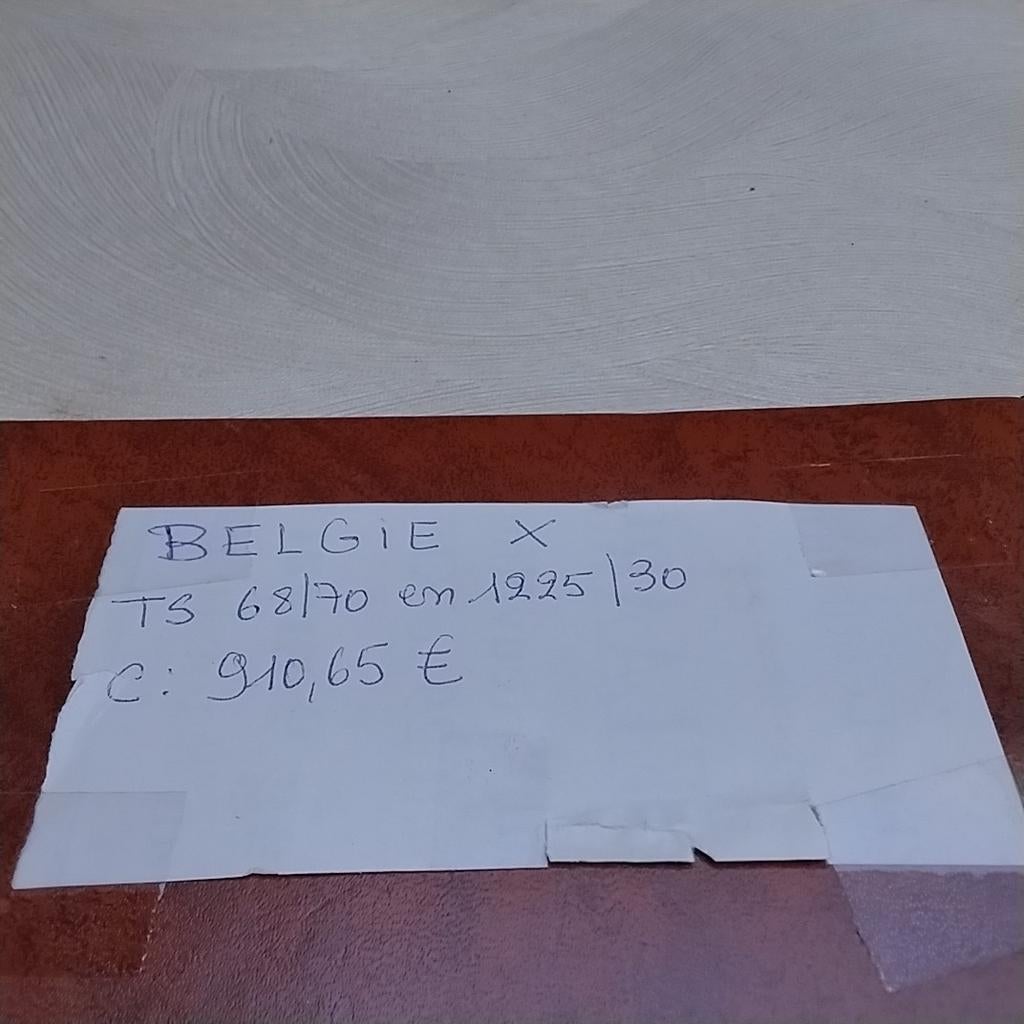 BELGiE X
TS 68/70 en 1225/30
C: 910,65 €